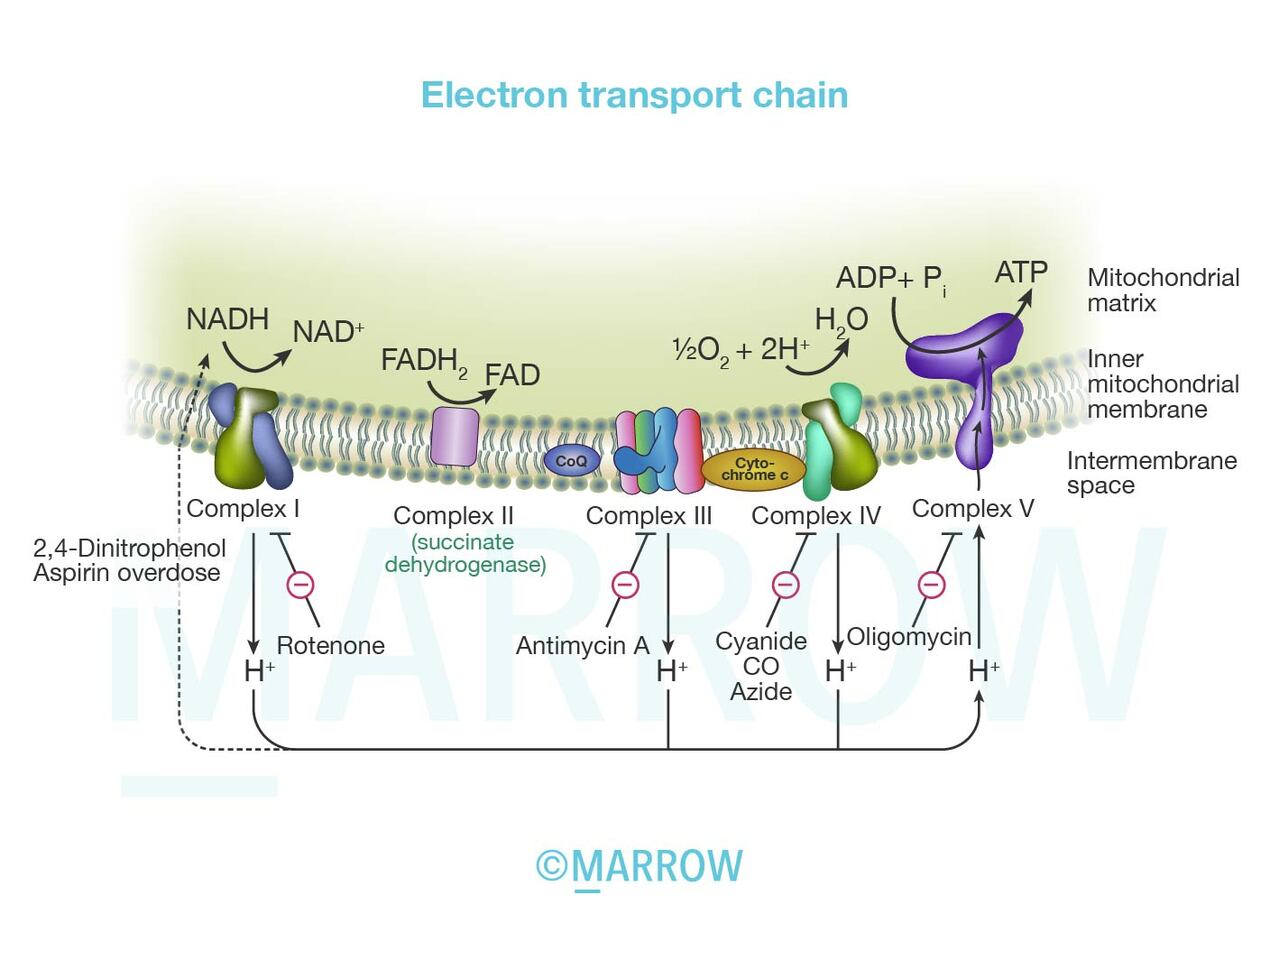 Electron transport chain
NADH
NAD+
FADH2
FAD
½O2 + 2H+
H2O
ADP+ Pi
ATP
Mitochondrial
matrix
Inner
mitochondrial
membrane
Intermembrane
space
CoQ
Cyto-
chrome c
Complex I
Complex II
(succinate
dehydrogenase)
Complex III
Complex IV
Complex V
2,4-Dinitrophenol
Aspirin overdose
Rotenone
Antimycin A
Cyanide
CO
Azide
Oligomycin
H+
H+
H+
H+
MARROW
©MARROW